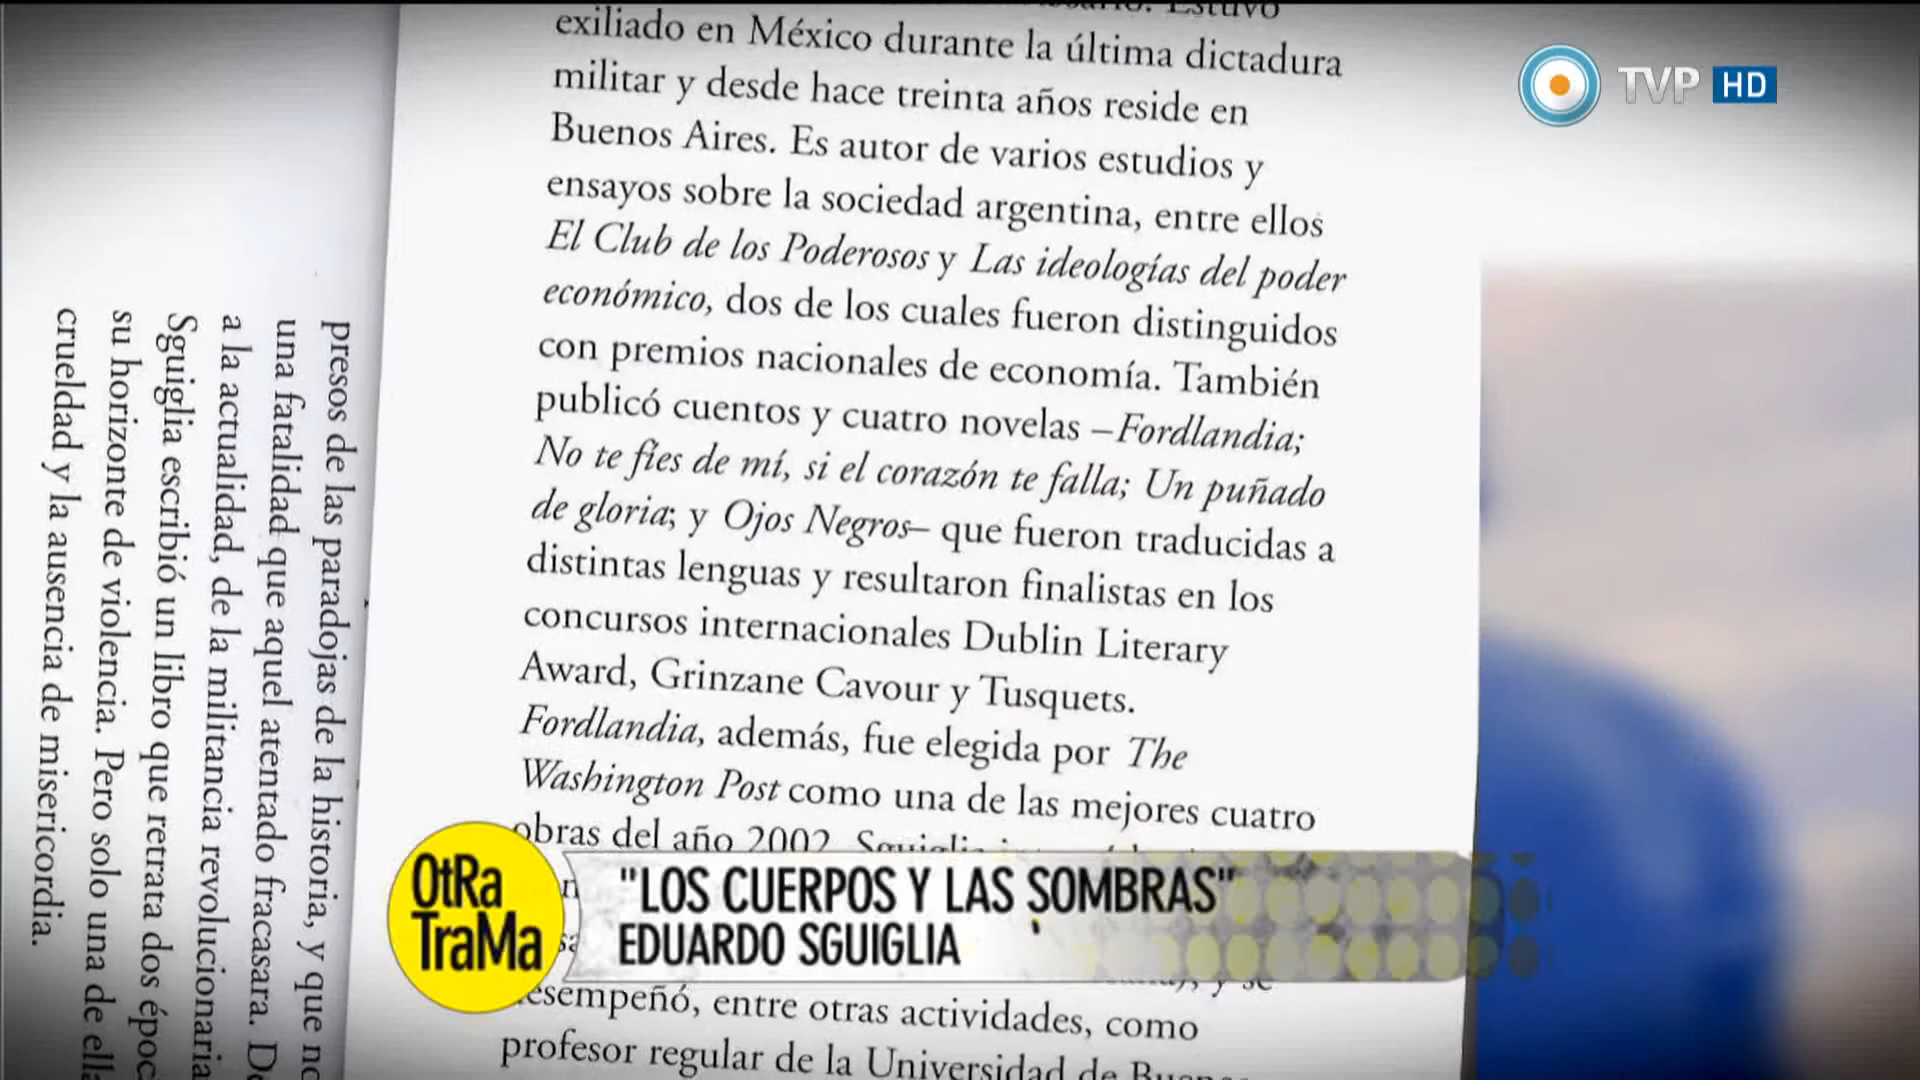 Estuvo
exiliado en México durante la última dictadura
militar y desde hace treinta años reside en
Buenos Aires. Es autor de varios estudios y
ensayos sobre la sociedad argentina, entre ellos
El Club de los Poderosos y Las ideologías del poder
económico, dos de los cuales fueron distinguidos
con premios nacionales de economía. También
publicó cuentos y cuatro novelas –Fordlandia;
No te fíes de mí, si el corazón te falla; Un puñado
de gloria; y Ojos Negros– que fueron traducidas a
distintas lenguas y resultaron finalistas en los
concursos internacionales Dublin Literary
Award, Grinzane Cavour y Tusquets.
Fordlandia, además, fue elegida por The
Washington Post como una de las mejores cuatro
obras del año 2002. Sguiglia
desempeñó, entre otras actividades, como
profesor regular de la Universidad de
presos de las paradojas de la historia, y que
una fatalidad que aquel atentado fracasara.
a la actualidad, de la militancia revolucionaria
Sguiglia escribió un libro que retrata dos
su horizonte de violencia. Pero solo una de
crueldad y la ausencia de misericordia.
TVP HD
OtRa
TraMa
"LOS CUERPOS Y LAS SOMBRAS"
EDUARDO SGUIGLIA